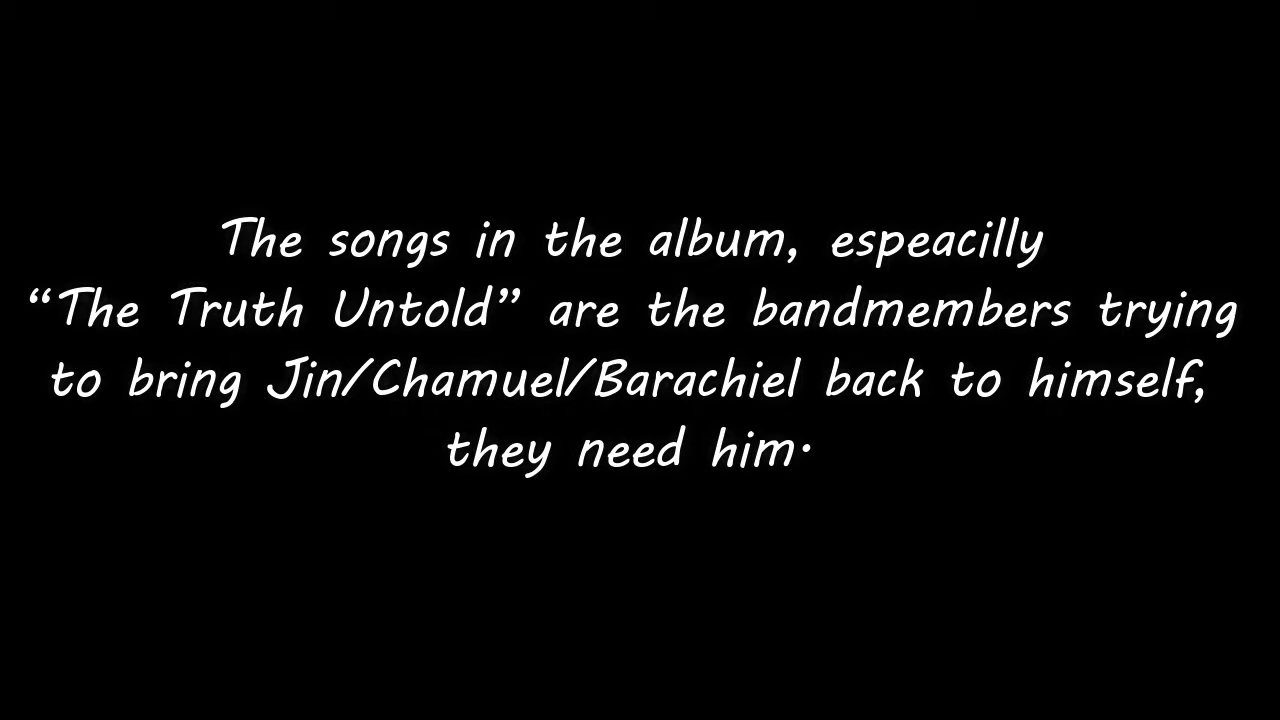 The songs in the album, espeacilly
“The Truth Untold” are the bandmembers trying
to bring Jin/Chamuel/Barachiel back to himself,
they need him.